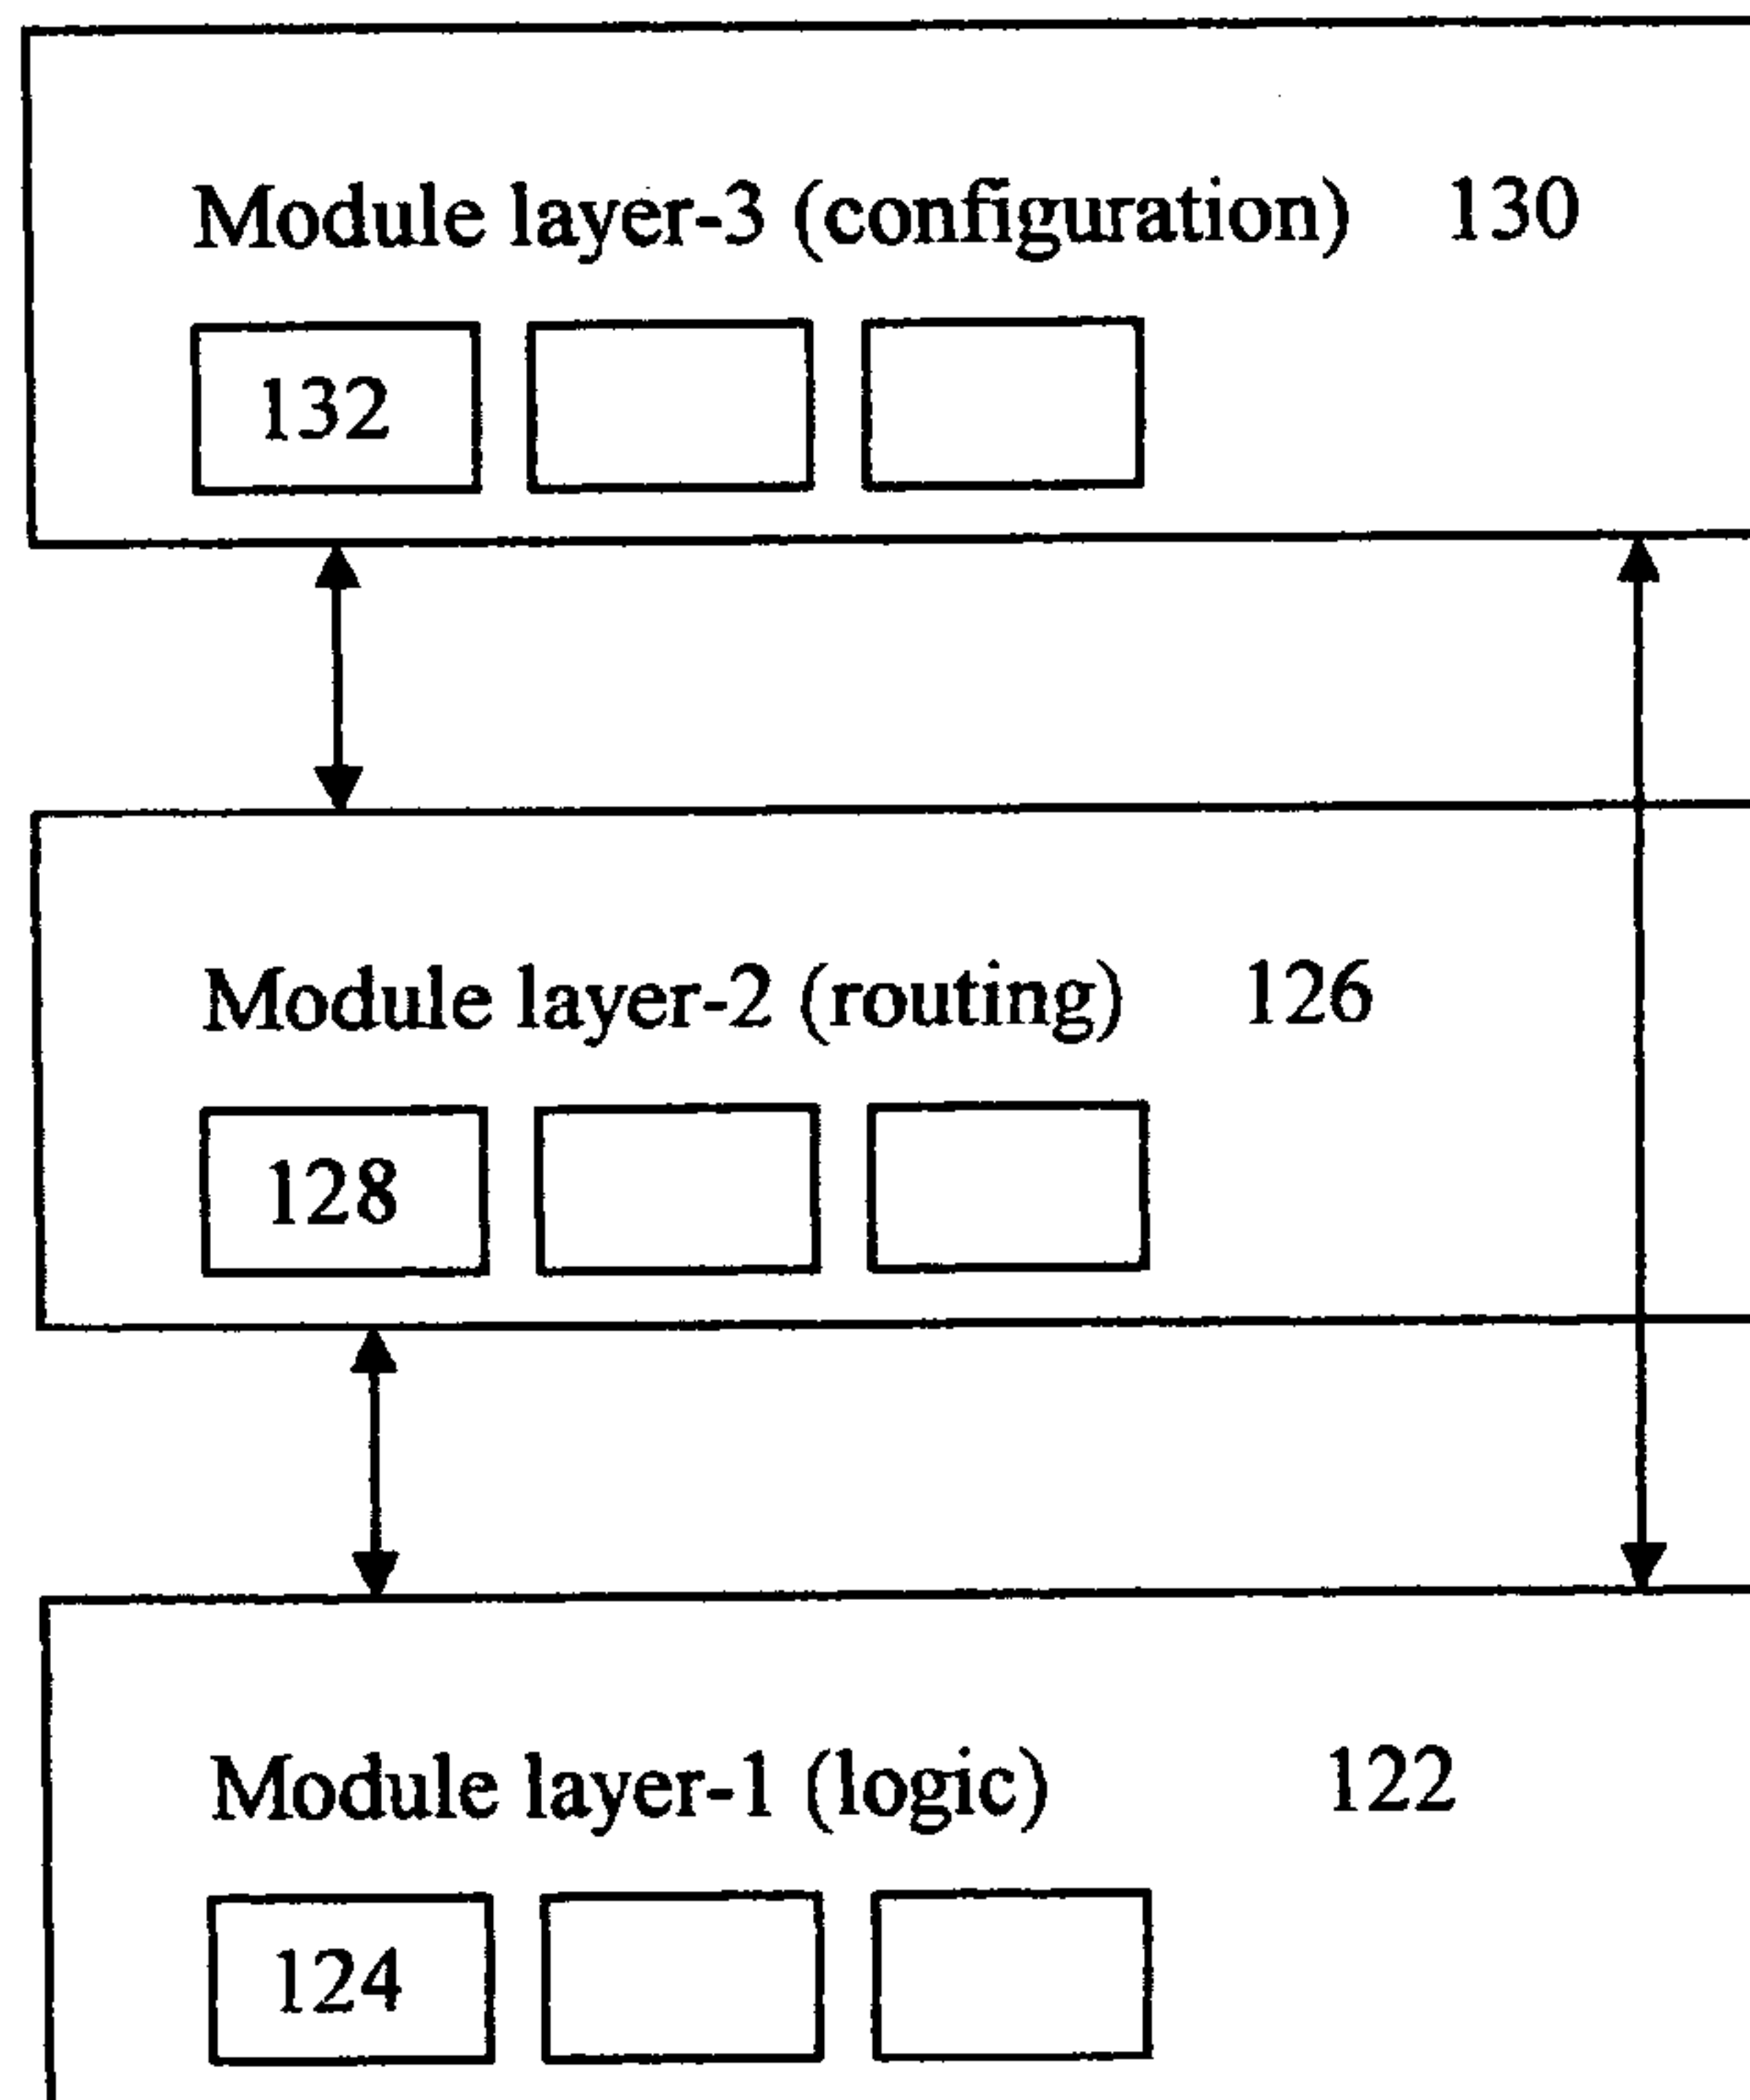 Module layer-3 (configuration) 130
132
Module layer-2 (routing) 126
128
Module layer-1 (logic) 122
124